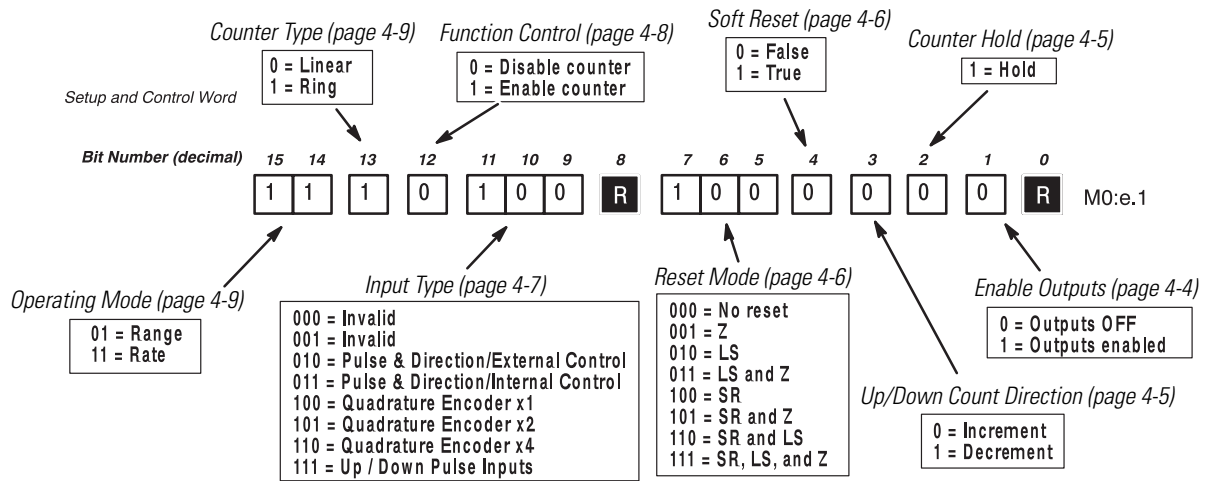 Counter Type (page 4-9)
0 = Linear
1 = Ring
Function Control (page 4-8)
0 = Disable counter
1 = Enable counter
Soft Reset (page 4-6)
0 = False
1 = True
Counter Hold (page 4-5)
1 = Hold
Setup and Control Word
Bit Number (decimal) 15 14 13 12 11 10 9 8 7 6 5 4 3 2 1 0
1 1 1 0 1 0 0 R 1 0 0 0 0 0 0 R M0:e.1
Operating Mode (page 4-9)
01 = Range
11 = Rate
Input Type (page 4-7)
000 = Invalid
001 = Invalid
010 = Pulse & Direction/External Control
011 = Pulse & Direction/Internal Control
100 = Quadrature Encoder x1
101 = Quadrature Encoder x2
110 = Quadrature Encoder x4
111 = Up / Down Pulse Inputs
Reset Mode (page 4-6)
000 = No reset
001 = Z
010 = LS
011 = LS and Z
100 = SR
101 = SR and Z
110 = SR and LS
111 = SR, LS, and Z
Enable Outputs (page 4-4)
0 = Outputs OFF
1 = Outputs enabled
Up/Down Count Direction (page 4-5)
0 = Increment
1 = Decrement